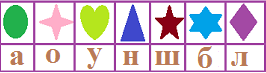 а о у н ш б л